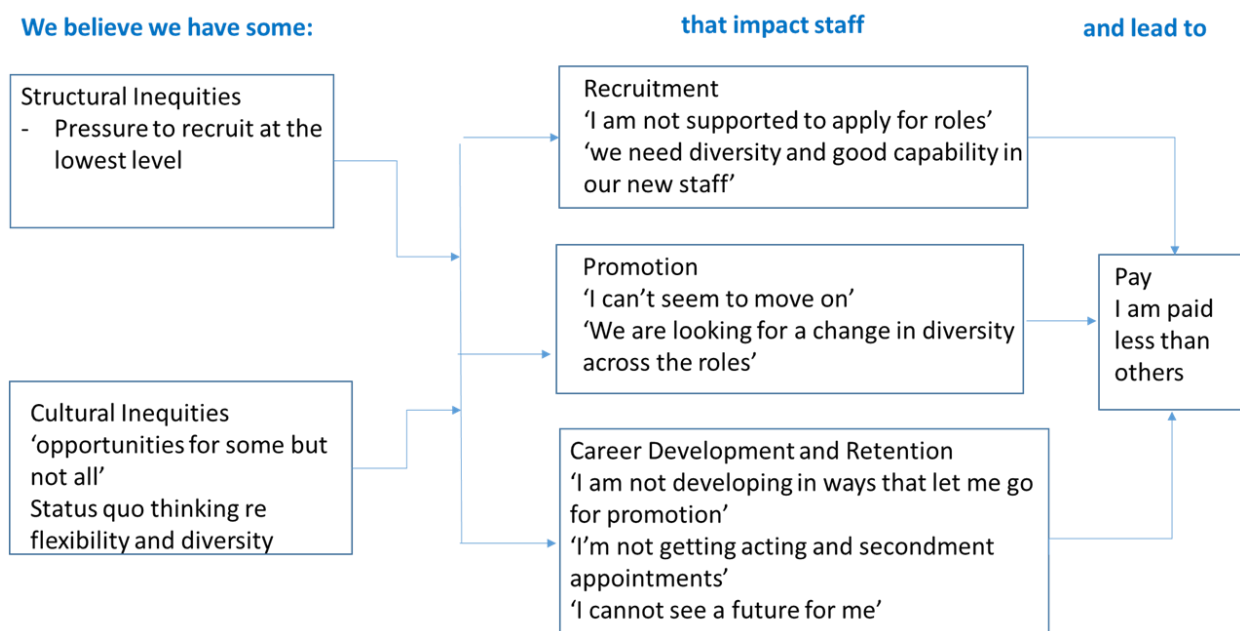 We believe we have some:
that impact staff
and lead to
Structural Inequities
- Pressure to recruit at the
lowest level
Cultural Inequities
‘opportunities for some but
not all’
Status quo thinking re
flexibility and diversity
Recruitment
‘I am not supported to apply for roles’
‘we need diversity and good capability in
our new staff’
Promotion
‘I can’t seem to move on’
‘We are looking for a change in diversity
across the roles’
Career Development and Retention
‘I am not developing in ways that let me go
for promotion’
‘I’m not getting acting and secondment
appointments’
‘I cannot see a future for me’
Pay
I am paid
less than
others